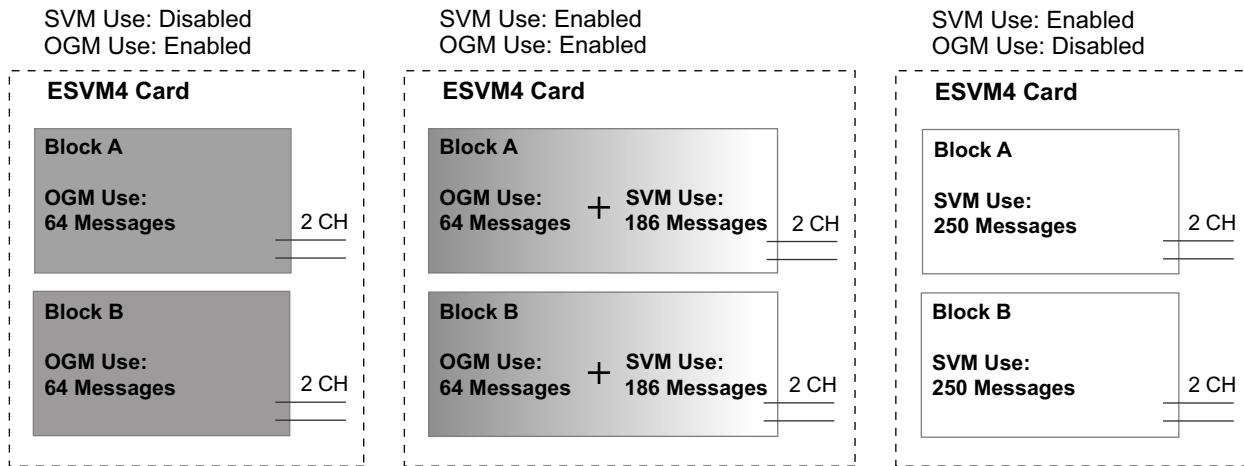 SVM Use: Disabled
OGM Use: Enabled
ESVM4 Card
Block A
OGM Use:
64 Messages
2 CH
Block B
OGM Use:
64 Messages
2 CH
SVM Use: Enabled
OGM Use: Enabled
ESVM4 Card
Block A
OGM Use:
64 Messages
+
SVM Use:
186 Messages
2 CH
Block B
OGM Use:
64 Messages
+
SVM Use:
186 Messages
2 CH
SVM Use: Enabled
OGM Use: Disabled
ESVM4 Card
Block A
SVM Use:
250 Messages
2 CH
Block B
SVM Use:
250 Messages
2 CH